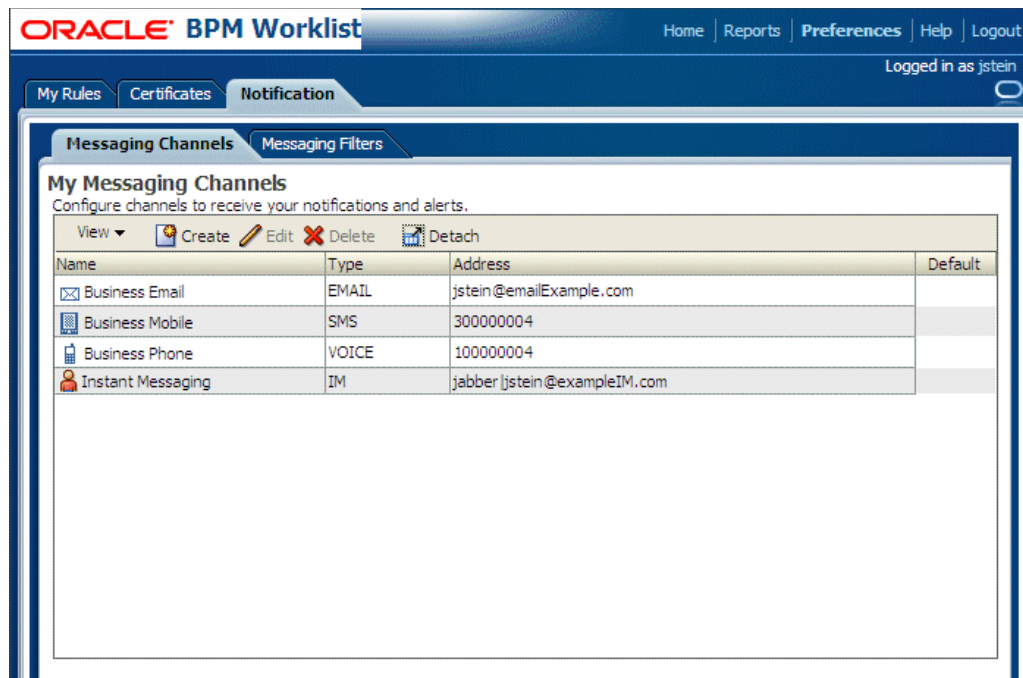 ORACLE BPM Worklist
Home Reports Preferences Help Logout
Logged in as jstein
My Rules Certificates Notification
Messaging Channels Messaging Filters
My Messaging Channels
Configure channels to receive your notifications and alerts.
View Create Edit Delete Detach
Name Type Address Default
Business Email EMAIL jstein@emailExample.com
Business Mobile SMS 300000004
Business Phone VOICE 100000004
Instant Messaging IM jabber|jstein@exampleIM.com